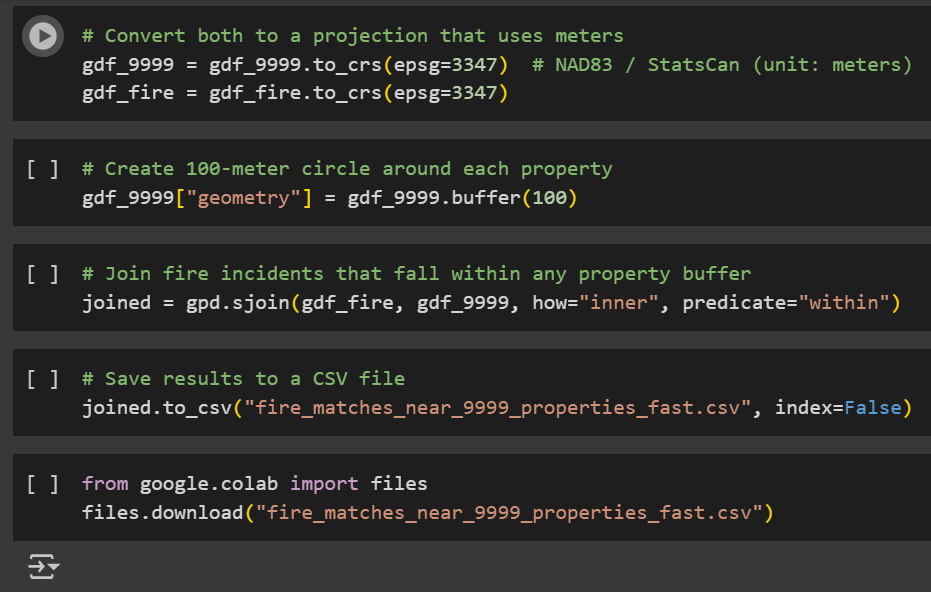 # Convert both to a projection that uses meters
gdf_9999 = gdf_9999.to_crs(epsg=3347)  # NAD83 / StatsCan (unit: meters)
gdf_fire = gdf_fire.to_crs(epsg=3347)
[ ] # Create 100-meter circle around each property
gdf_9999["geometry"] = gdf_9999.buffer(100)
[ ] # Join fire incidents that fall within any property buffer
joined = gpd.sjoin(gdf_fire, gdf_9999, how="inner", predicate="within")
[ ] # Save results to a CSV file
joined.to_csv("fire_matches_near_9999_properties_fast.csv", index=False)
[ ] from google.colab import files
files.download("fire_matches_near_9999_properties_fast.csv")